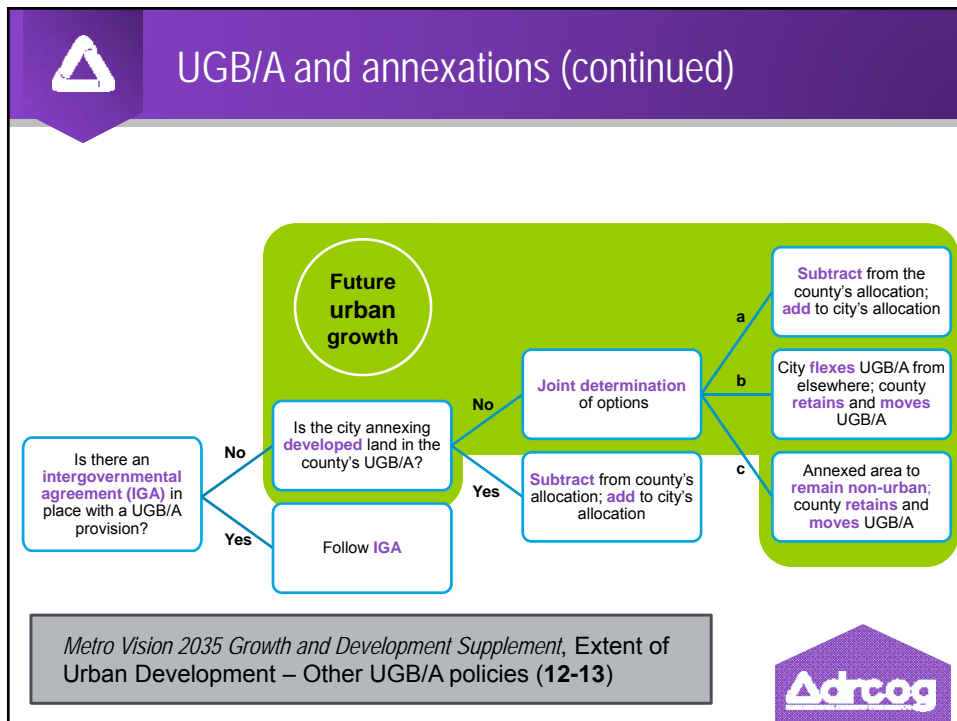 UGB/A and annexations (continued)
Future
urban
growth
Is there an
intergovernmental
agreement (IGA) in
place with a UGB/A
provision?
No
Yes
Is the city annexing
developed land in the
county's UGB/A?
Follow IGA
No
Yes
Joint determination
of options
Subtract from county's
allocation; add to city's
allocation
a
b
c
Subtract from the
county's allocation;
add to city's allocation
City flexes UGB/A from
elsewhere; county
retains and moves
UGB/A
Annexed area to
remain non-urban;
county retains and
moves UGB/A
Metro Vision 2035 Growth and Development Supplement, Extent of
Urban Development – Other UGB/A policies (12-13)
drcog